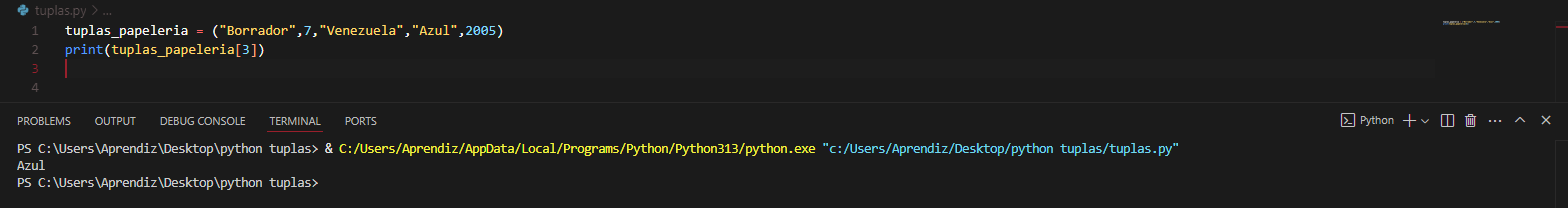 tuplas.py > ...
1 tuplas_papeleria = ("Borrador",7,"Venezuela","Azul",2005)
2 print(tuplas_papeleria[3])
3
4
PROBLEMS OUTPUT DEBUG CONSOLE TERMINAL PORTS Python
PS C:\Users\Aprendiz\Desktop\python tuplas> & C:/Users/Aprendiz/AppData/Local/Programs/Python/Python313/python.exe "c:/Users/Aprendiz/Desktop/python tuplas/tuplas.py"
Azul
PS C:\Users\Aprendiz\Desktop\python tuplas>